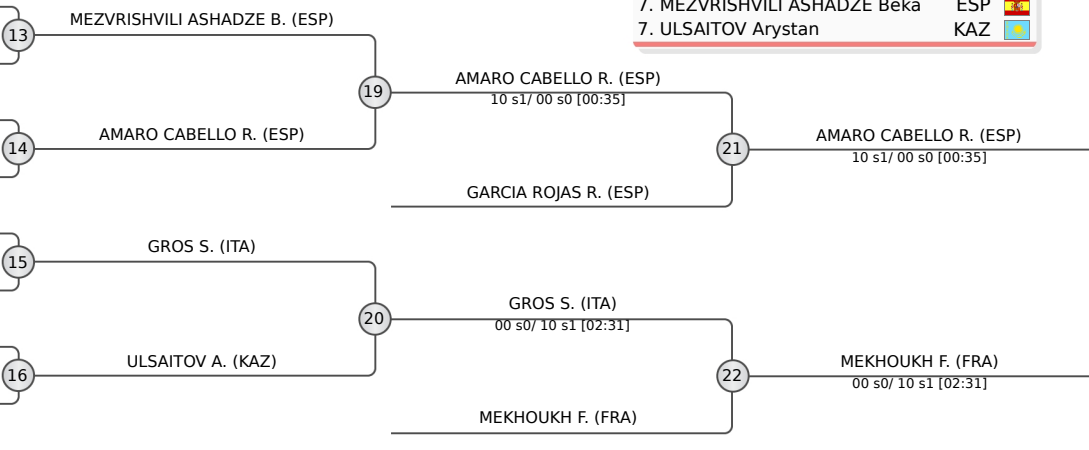 7. MEZVRISHVILI ASHADZE Beka ESP
7. ULSAITOV Arystan KAZ
MEZVRISHVILI ASHADZE B. (ESP)
13
19
AMARO CABELLO R. (ESP)
10 s1/ 00 s0 [00:35]
14
AMARO CABELLO R. (ESP)
21
AMARO CABELLO R. (ESP)
10 s1/ 00 s0 [00:35]
GARCIA ROJAS R. (ESP)
15
GROS S. (ITA)
20
GROS S. (ITA)
00 s0/ 10 s1 [02:31]
16
ULSAITOV A. (KAZ)
22
MEKHOUKH F. (FRA)
00 s0/ 10 s1 [02:31]
MEKHOUKH F. (FRA)